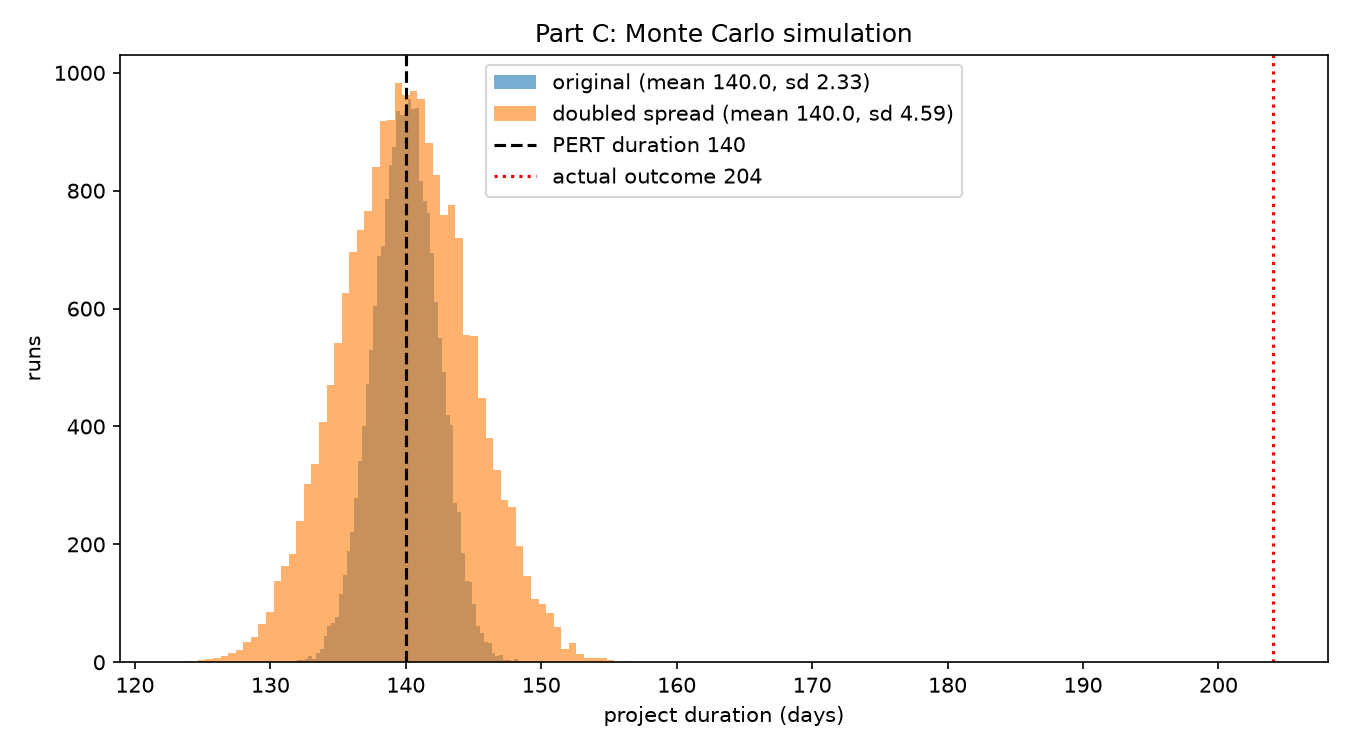 Part C: Monte Carlo simulation
original (mean 140.0, sd 2.33)
doubled spread (mean 140.0, sd 4.59)
PERT duration 140
actual outcome 204
runs
1000
800
600
400
200
0
120 130 140 150 160 170 180 190 200
project duration (days)